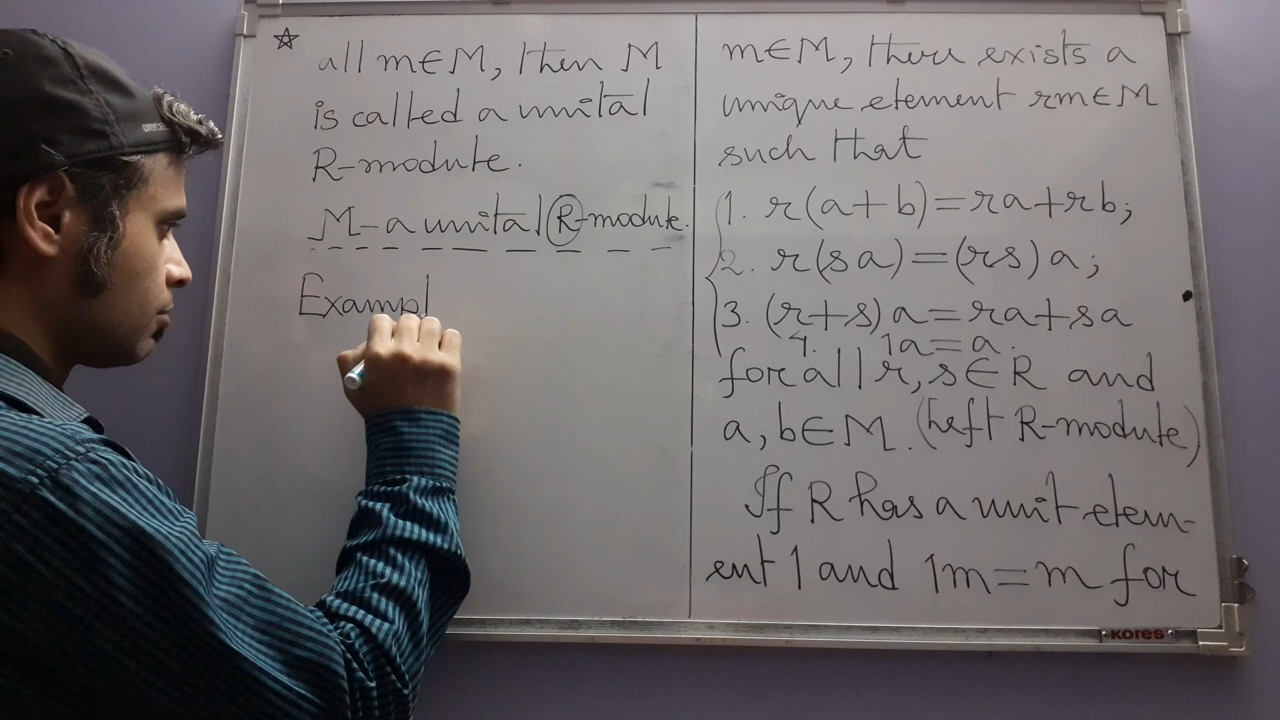 ☆ all m∈M, then M
is called a unital
R-module.
M-a unital R-module.
Exampl
m∈M, there exists a
unique element rm∈M
such that
1. r(a+b)=ra+rb;
2. r(sa)=(rs)a;
3. (r+s)a=ra+sa
4. 1a=a.
for all r, s∈R and
a, b∈M. (Left R-module)
If R has a unit elem-
ent 1 and 1m=m for
KORES